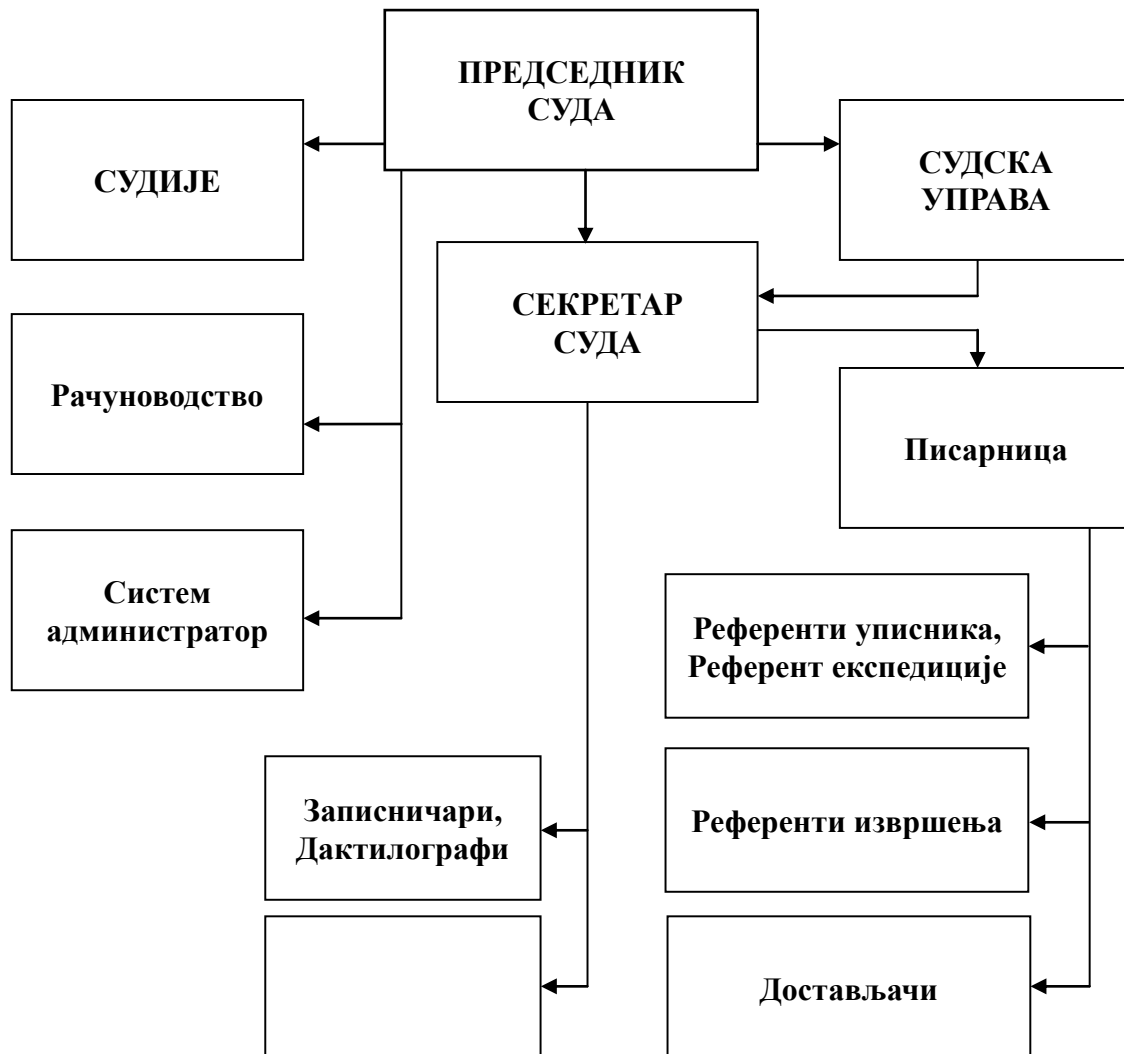 ПРЕДСЕДНИК
СУДА
СУДИЈЕ
СУДСКА
УПРАВА
СЕКРЕТАР
СУДА
Рачуноводство
Писарница
Систем
администратор
Референти уписника,
Референт експедиције
Записничари,
Дактилографи
Референти извршења
Достављачи